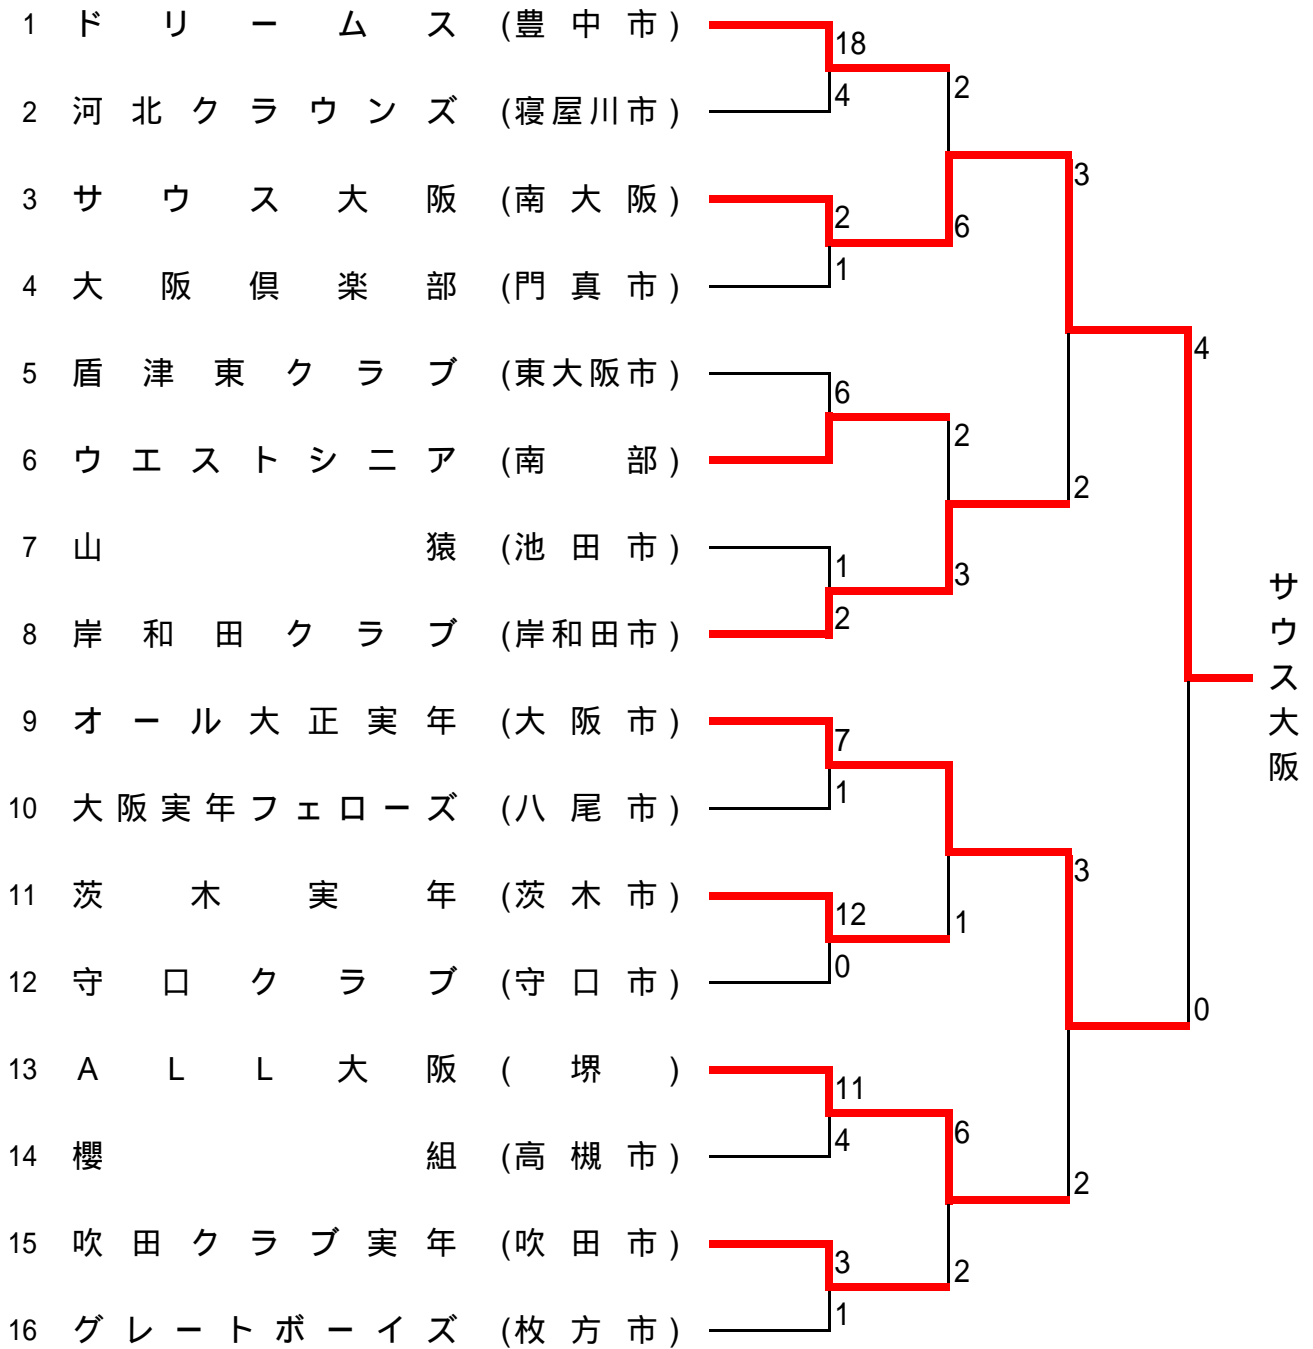 1 ドリームス (豊中市)
18
4
2
2 河北クラウンズ (寝屋川市)
3
3 サウス大阪 (南大阪)
2
6
1
4 大阪倶楽部 (門真市)
4
5 盾津東クラブ (東大阪市)
6
2
6 ウエストシニア (南部)
2
7 山猿 (池田市)
1
3
サウス大阪
2
8 岸和田クラブ (岸和田市)
9 オール大正実年 (大阪市)
7
1
10 大阪実年フェローズ (八尾市)
3
11 茨木実年 (茨木市)
12
1
0
12 守口クラブ (守口市)
0
13 ALL大阪 (堺)
11
6
4
14 櫻組 (高槻市)
2
15 吹田クラブ実年 (吹田市)
3
2
1
16 グレートボーイズ (枚方市)